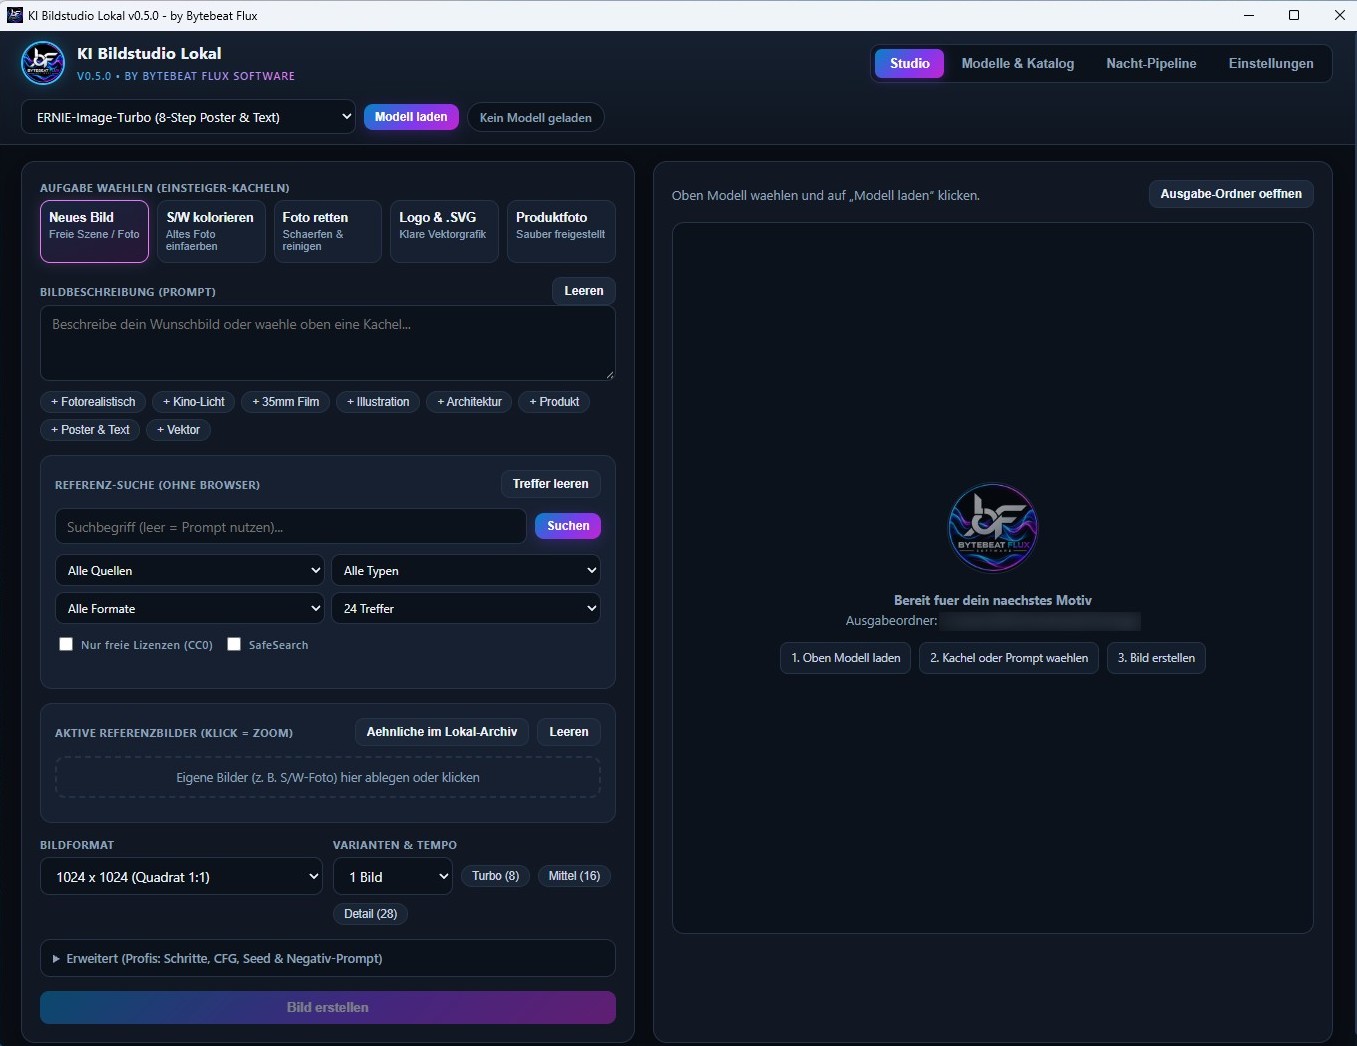 KI Bildstudio Lokal v0.5.0 - by Bytebeat Flux
KI Bildstudio Lokal
V0.5.0 • BY BYTEBEAT FLUX SOFTWARE
Studio
Modelle & Katalog
Nacht-Pipeline
Einstellungen
ERNIE-Image-Turbo (8-Step Poster & Text)
Modell laden
Kein Modell geladen
AUFGABE WAEHLEN (EINSTEIGER-KACHELN)
Neues Bild
Freie Szene / Foto
S/W kolorieren
Altes Foto
einfaerben
Foto retten
Schaerfen &
reinigen
Logo & .SVG
Klare Vektorgrafik
Produktfoto
Sauber freigestellt
BILDBESCHREIBUNG (PROMPT)
Leeren
Beschreibe dein Wunschbild oder waehle oben eine Kachel...
+ Fotorealistisch
+ Kino-Licht
+ 35mm Film
+ Illustration
+ Architektur
+ Produkt
+ Poster & Text
+ Vektor
REFERENZ-SUCHE (OHNE BROWSER)
Treffer leeren
Suchbegriff (leer = Prompt nutzen)...
Suchen
Alle Quellen
Alle Typen
Alle Formate
24 Treffer
Nur freie Lizenzen (CC0)
SafeSearch
AKTIVE REFERENZBILDER (KLICK = ZOOM)
Aehnliche im Lokal-Archiv
Leeren
Eigene Bilder (z. B. S/W-Foto) hier ablegen oder klicken
BILDFORMAT
1024 x 1024 (Quadrat 1:1)
VARIANTEN & TEMPO
1 Bild
Turbo (8)
Mittel (16)
Detail (28)
Erweitert (Profis: Schritte, CFG, Seed & Negativ-Prompt)
Bild erstellen
Oben Modell waehlen und auf „Modell laden“ klicken.
Ausgabe-Ordner oeffnen
bF
BYTEBEAT FLUX
SOFTWARE
Bereit fuer dein naechstes Motiv
Ausgabeordner:
1. Oben Modell laden
2. Kachel oder Prompt waehlen
3. Bild erstellen